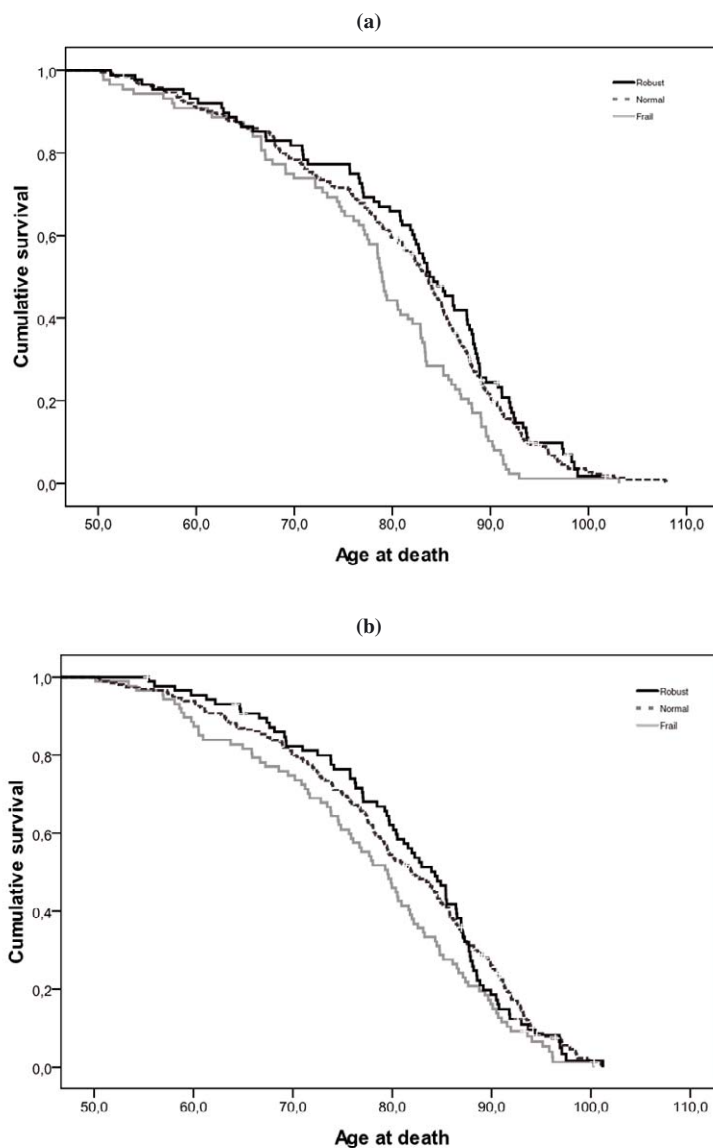 (a)
1,0
0,8
0,6
0,4
0,2
0,0
Cumulative survival
Robust
Normal
Frail
50,0 60,0 70,0 80,0 90,0 100,0 110,0
Age at death
(b)
1,0
0,8
0,6
0,4
0,2
0,0
Cumulative survival
Robust
Normal
Frail
50,0 60,0 70,0 80,0 90,0 100,0 110,0
Age at death